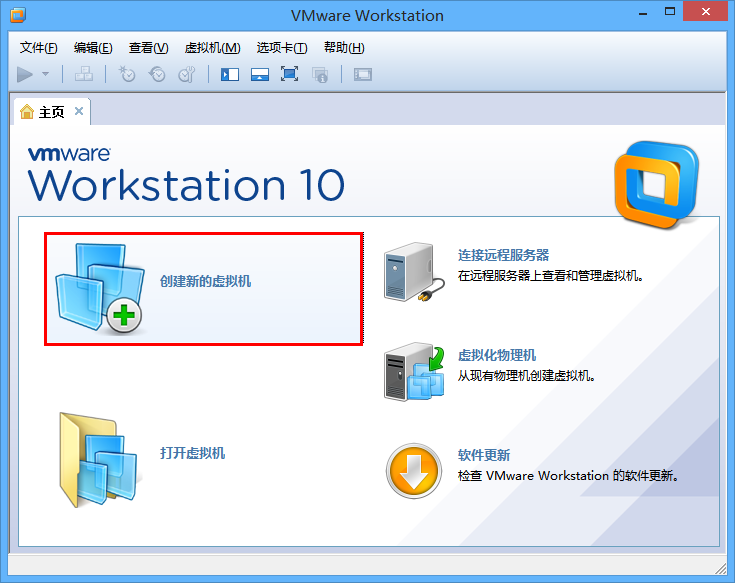 VMware Workstation
文件(F) 编辑(E) 查看(V) 虚拟机(M) 选项卡(T) 帮助(H)
主页
vmware
Workstation 10
创建新的虚拟机
连接远程服务器
在远程服务器上查看和管理虚拟机。
虚拟化物理机
从现有物理机创建虚拟机。
打开虚拟机
软件更新
检查 VMware Workstation 的软件更新。